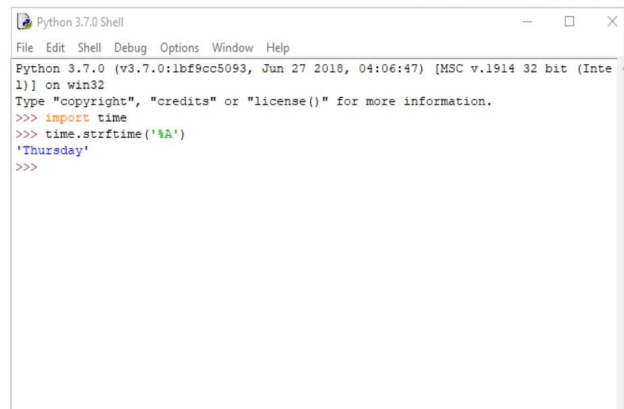 Python 3.7.0 Shell
File Edit Shell Debug Options Window Help
Python 3.7.0 (v3.7.0:1bf9cc5093, Jun 27 2018, 04:06:47) [MSC v.1914 32 bit (Inte
l)] on win32
Type "copyright", "credits" or "license()" for more information.
>>> import time
>>> time.strftime('%A')
'Thursday'
>>>